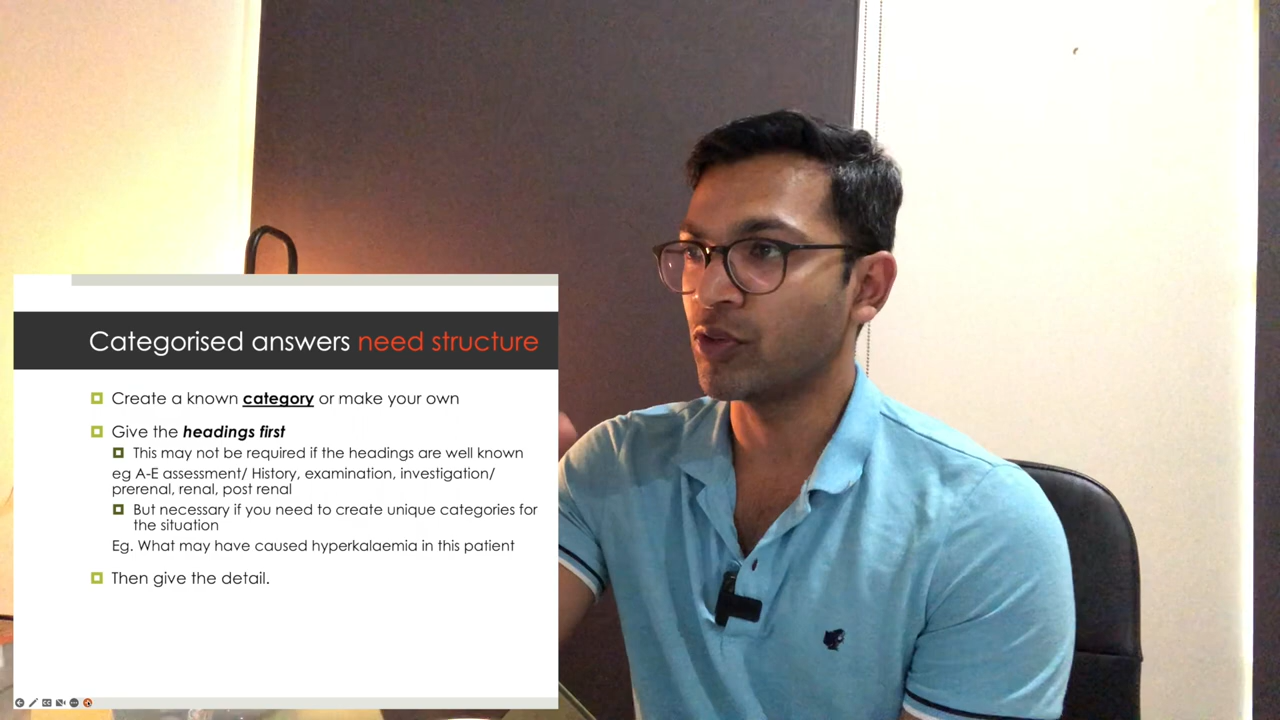 Categorised answers need structure
Create a known category or make your own
Give the headings first
This may not be required if the headings are well known
eg A-E assessment/ History, examination, investigation/
prerenal, renal, post renal
But necessary if you need to create unique categories for
the situation
Eg. What may have caused hyperkalaemia in this patient
Then give the detail.